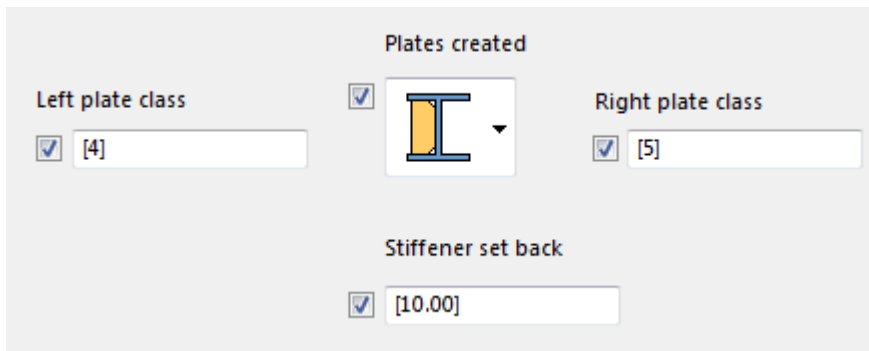 Plates created
Left plate class
Right plate class
[4]
[5]
Stiffener set back
[10.00]